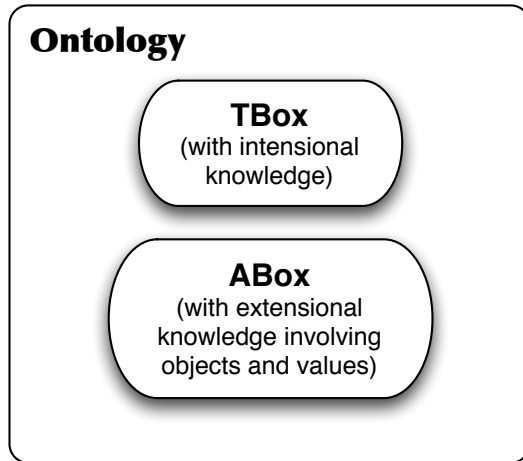 Ontology
TBox
(with intensional
knowledge)
ABox
(with extensional
knowledge involving
objects and values)